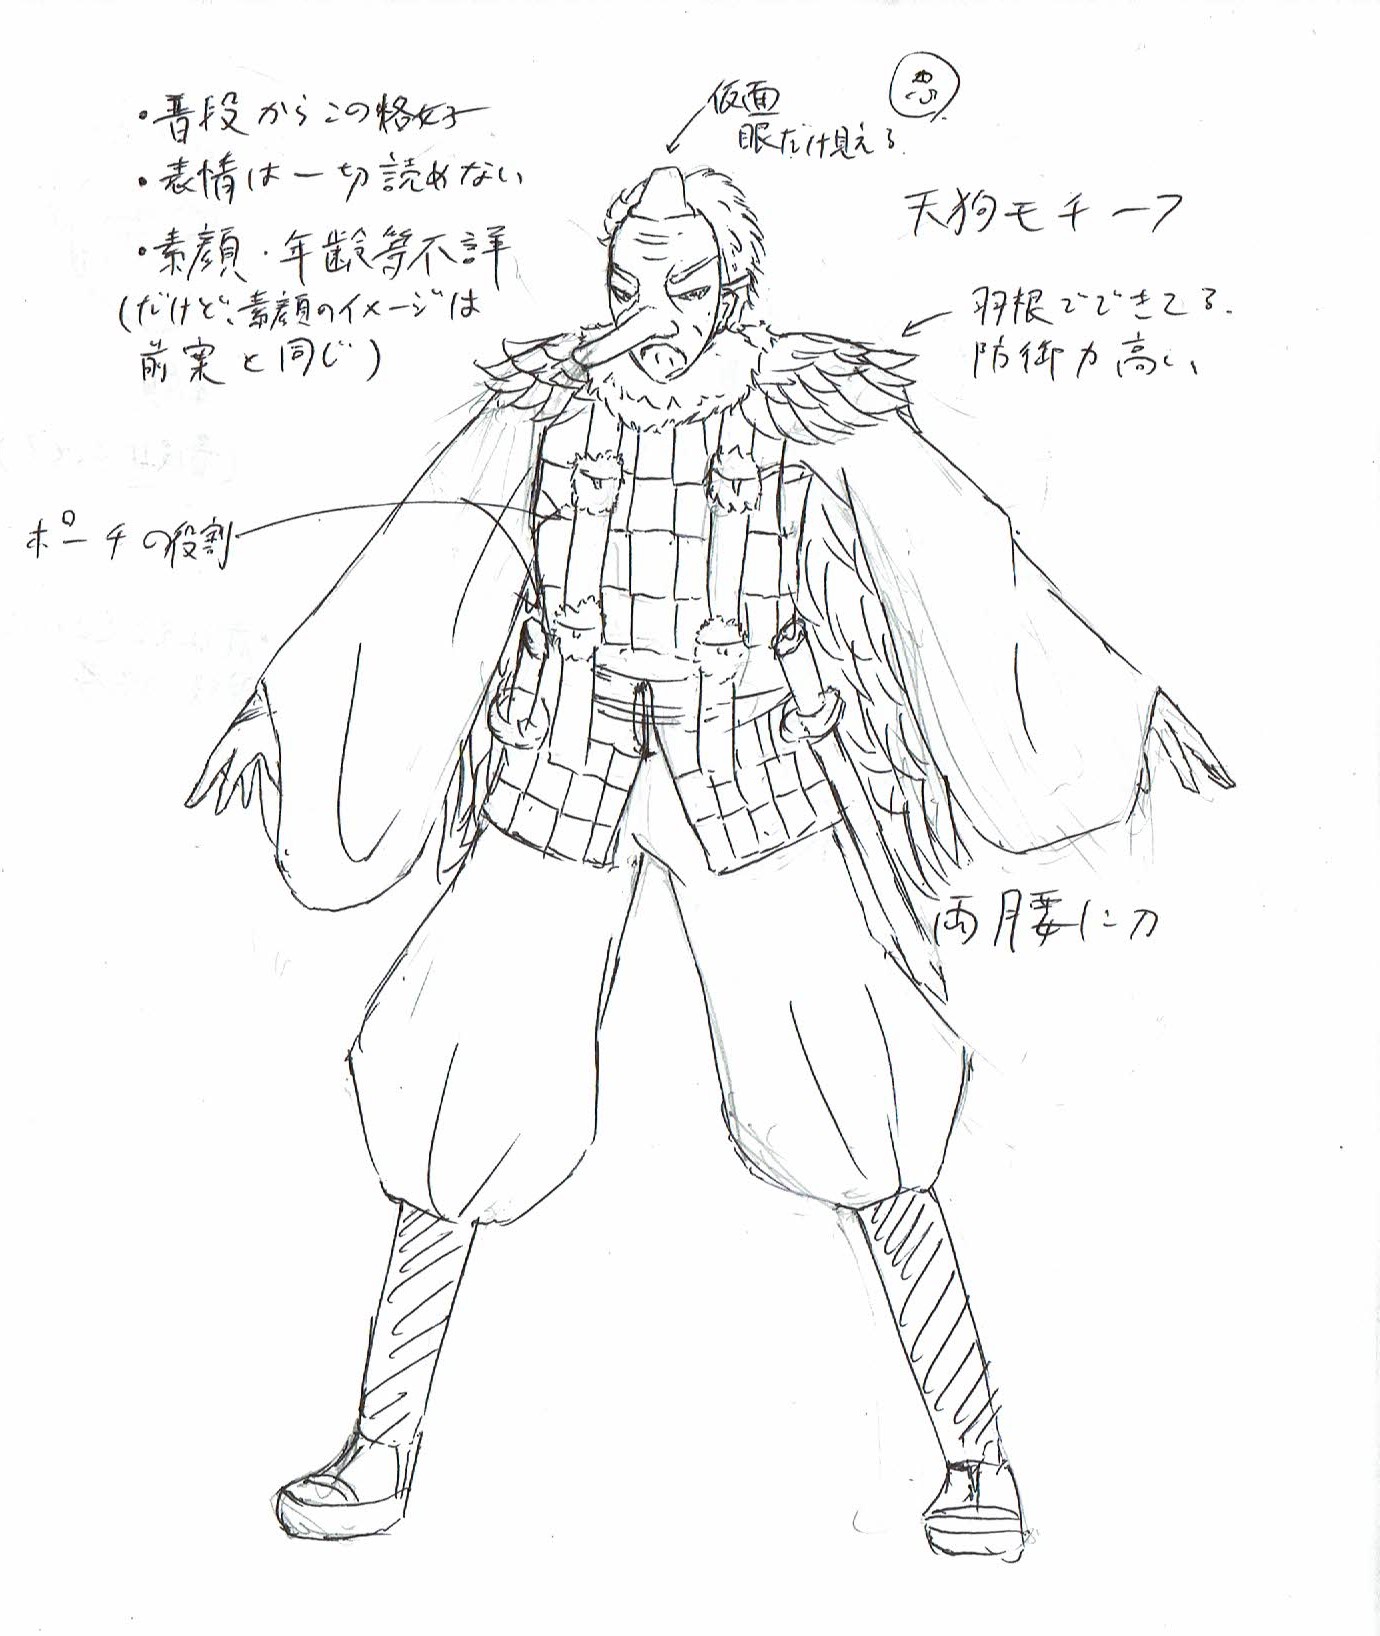 ・普段からこの格好
・表情は一切読めない
・素顔・年齢等不詳
(だけど、素顔のイメージは
前案と同じ)
仮面
眼だけ見える
天狗モチーフ
羽根でできてる。
防御力高い
ポーチの役割
両腰に刀